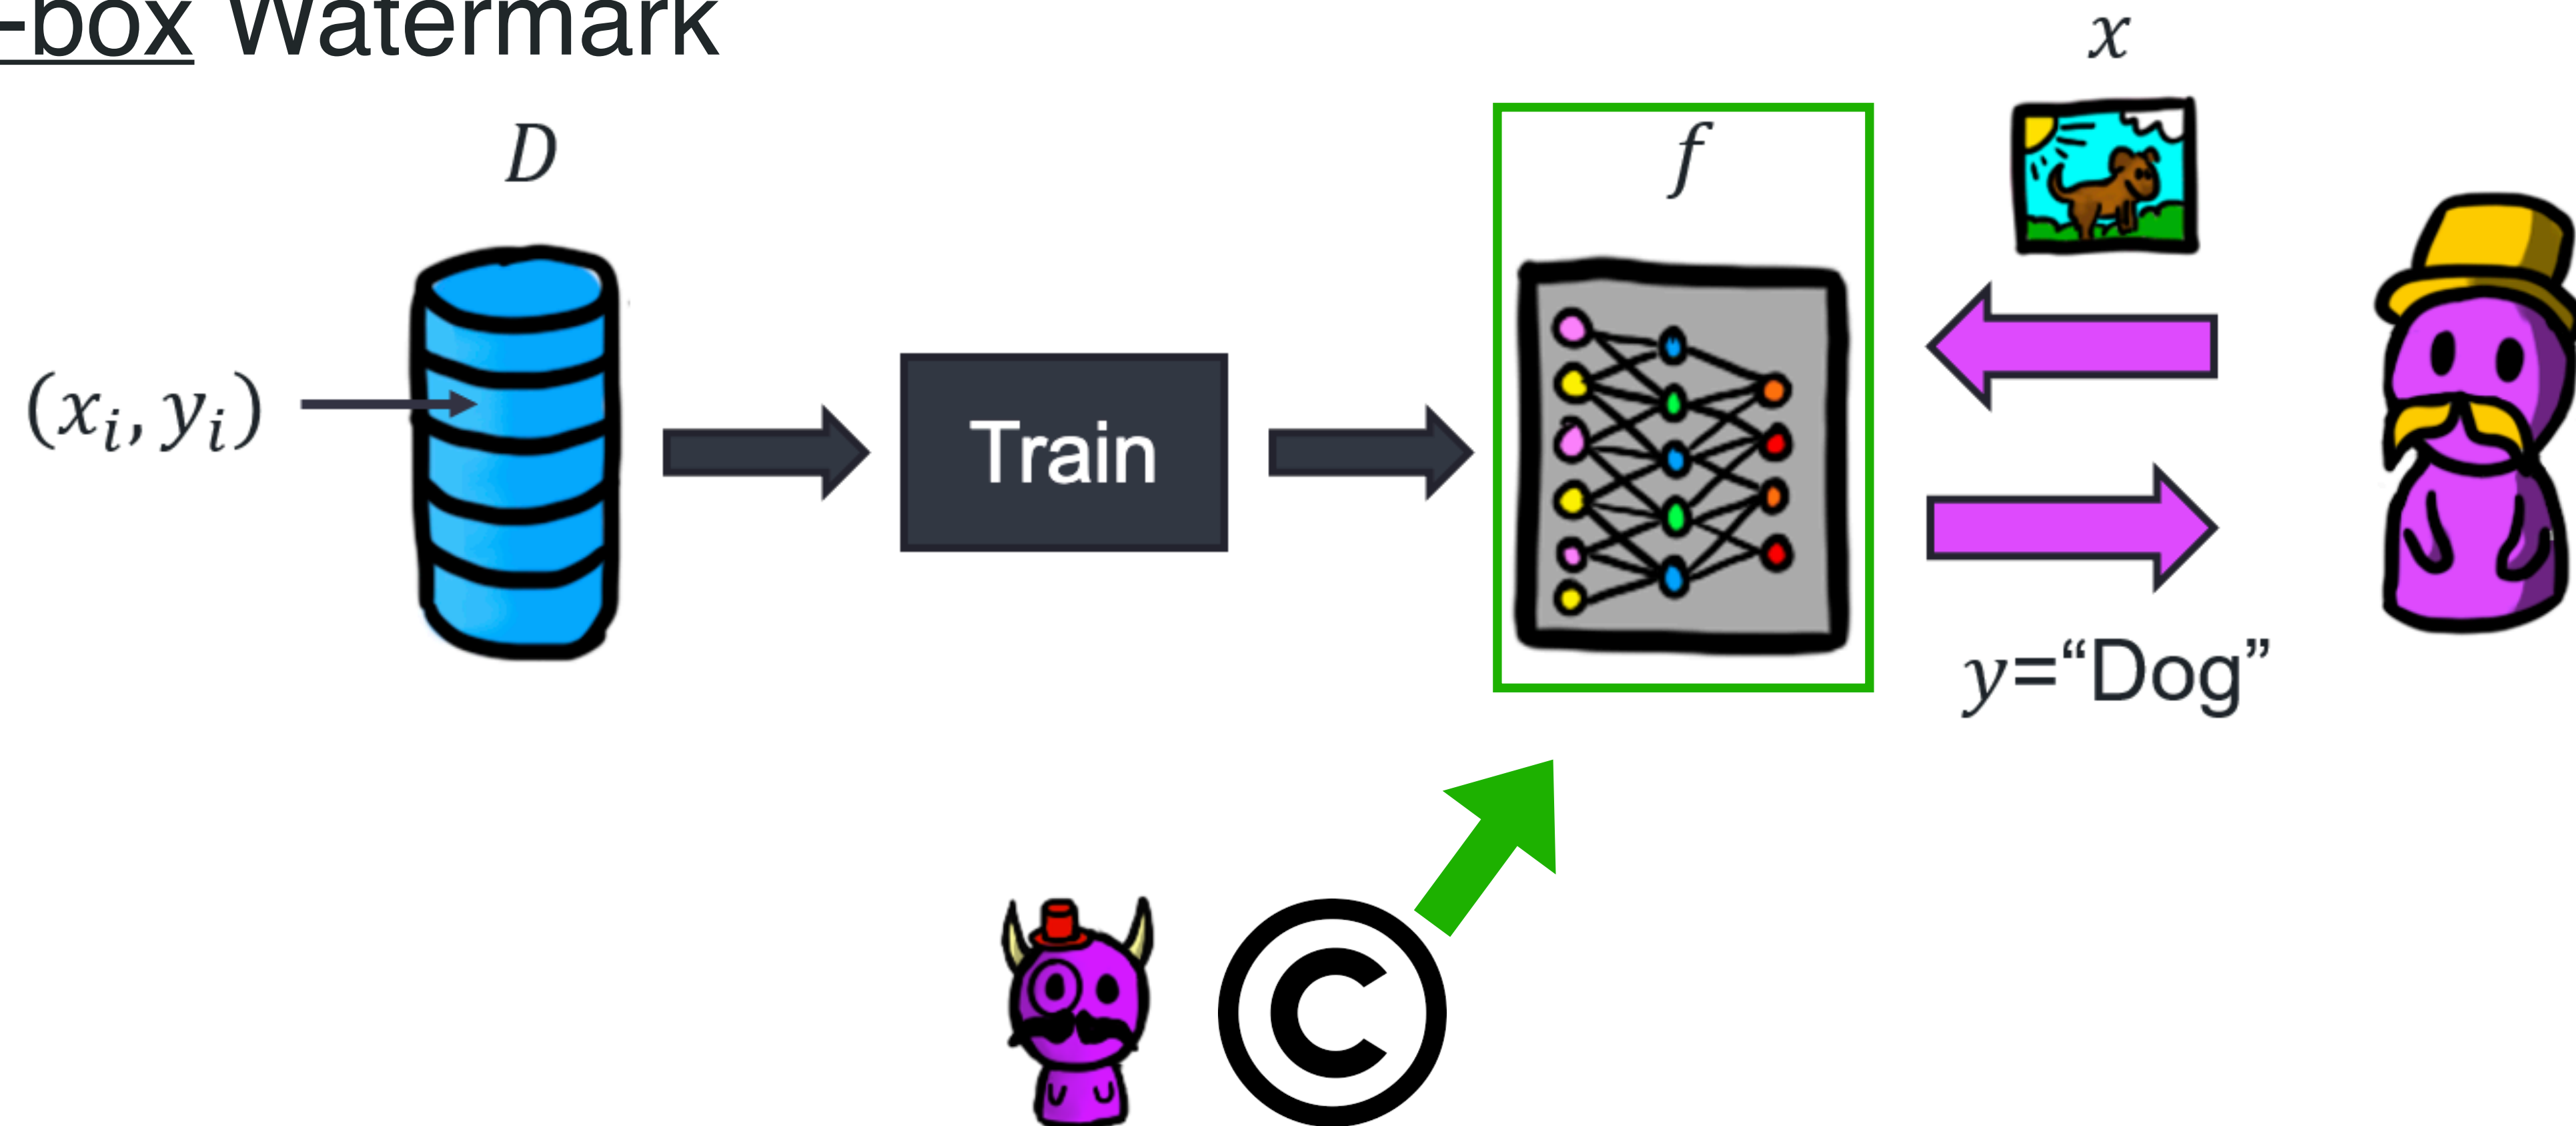 -box Watermark
x
D
f
(xᵢ, yᵢ)
Train
y=“Dog”
©